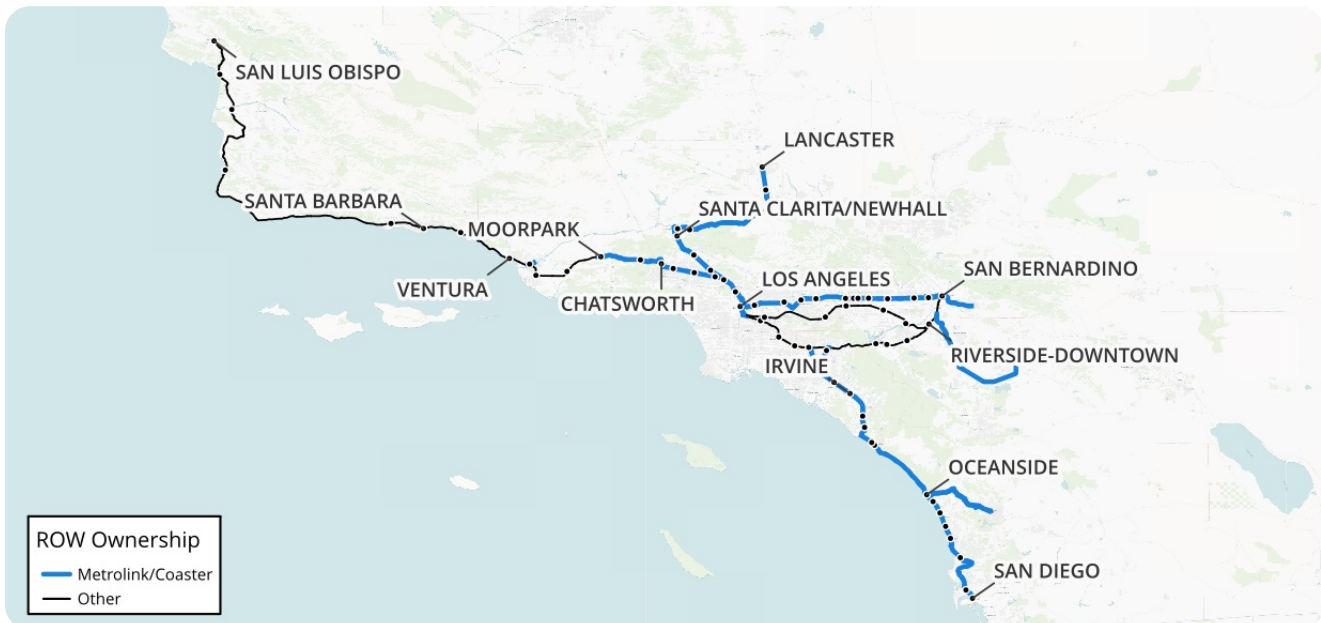 SAN LUIS OBISPO
LANCASTER
SANTA BARBARA
SANTA CLARITA/NEWHALL
MOORPARK
VENTURA
CHATSWORTH
LOS ANGELES
SAN BERNARDINO
IRVINE
RIVERSIDE-DOWNTOWN
OCEANSIDE
SAN DIEGO
ROW Ownership
Metrolink/Coaster
Other